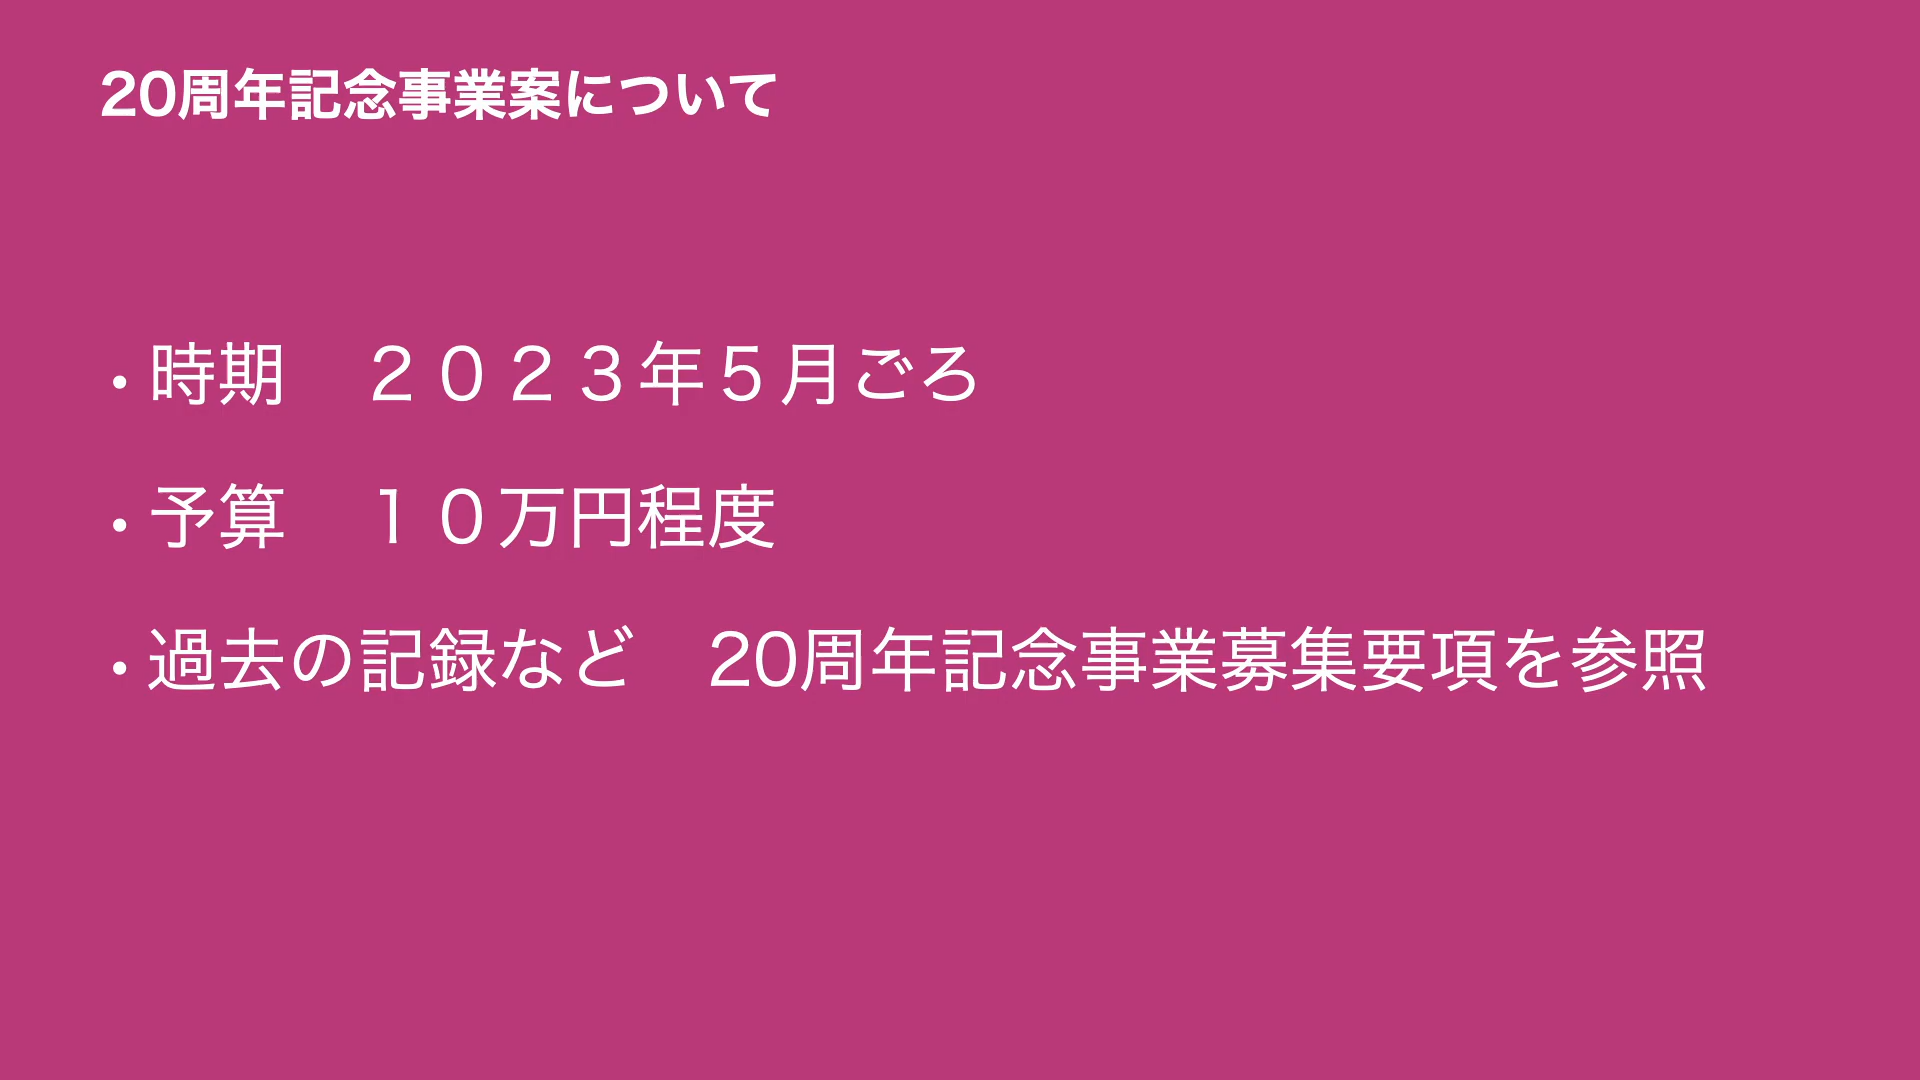 20周年記念事業案について
• 時期　２０２３年５月ごろ
• 予算　１０万円程度
• 過去の記録など　20周年記念事業募集要項を参照